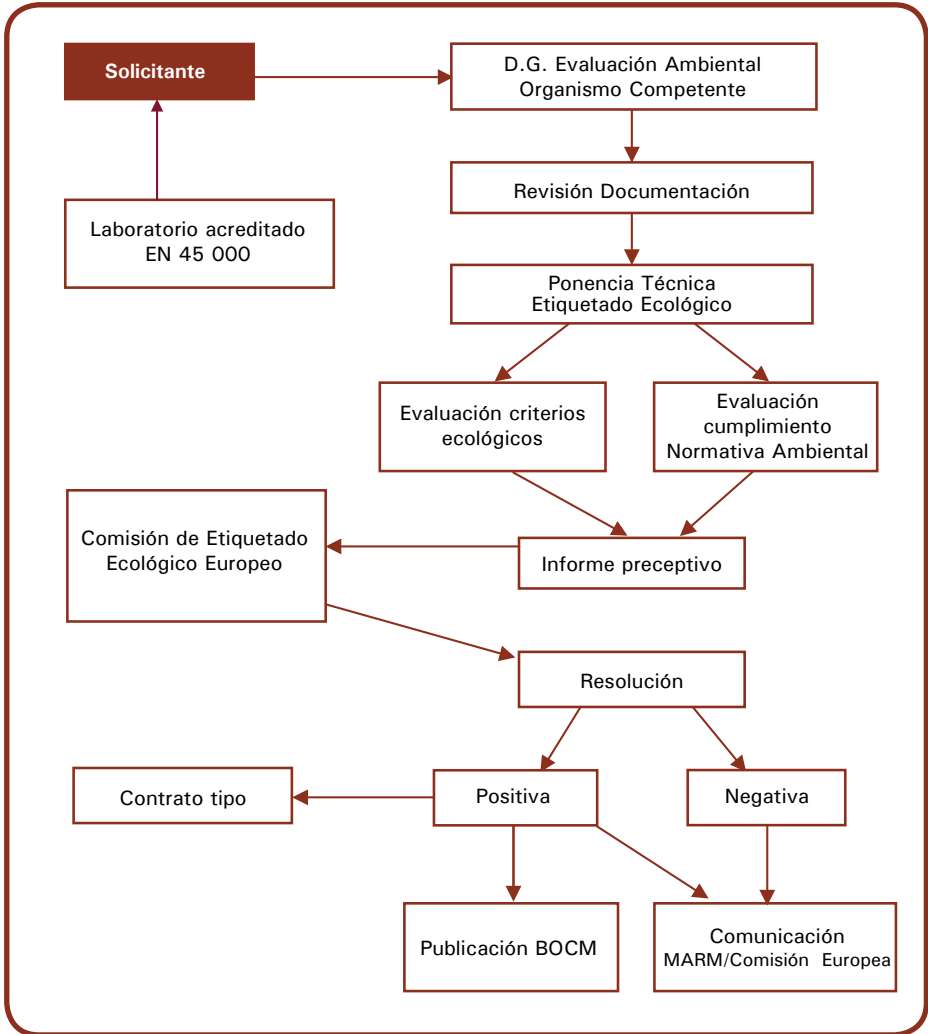 Solicitante
D.G. Evaluación Ambiental
Organismo Competente
Revisión Documentación
Laboratorio acreditado
EN 45 000
Ponencia Técnica
Etiquetado Ecológico
Evaluación criterios
ecológicos
Evaluación
cumplimiento
Normativa Ambiental
Comisión de Etiquetado
Ecológico Europeo
Informe preceptivo
Resolución
Contrato tipo
Positiva
Negativa
Publicación BOCM
Comunicación
MARM/Comisión Europea